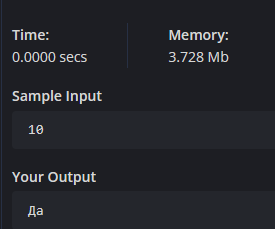 Time: Memory:
0.0000 secs 3.728 Mb
Sample Input
10
Your Output
Да